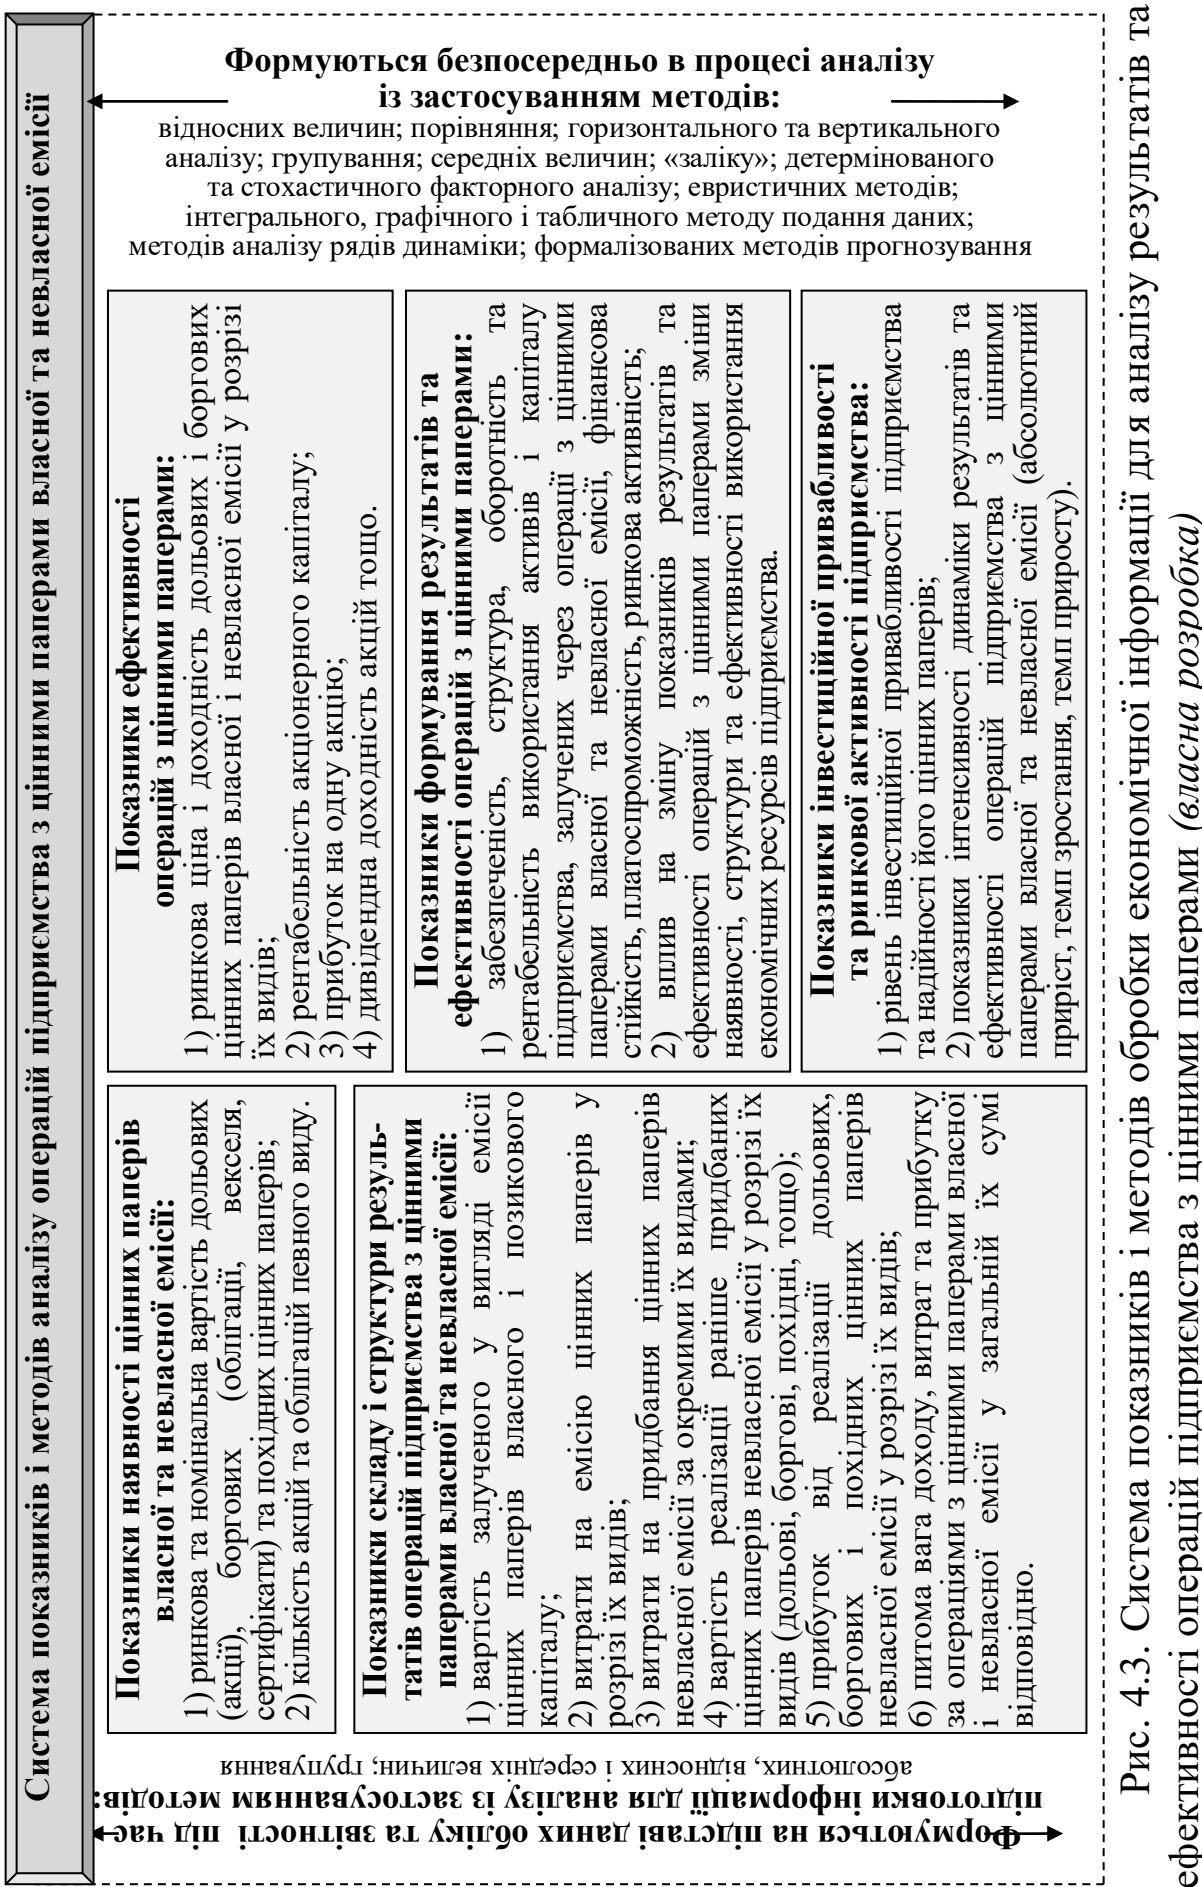 Система показників і методів аналізу операцій підприємства з цінними паперами власної та невласної емісії
Формуються на підставі даних обліку та звітності під час
підготовки інформації для аналізу із застосуванням методів:
абсолютних, відносних і середніх величин; групування
Показники наявності цінних паперів
власної та невласної емісії:
1) ринкова та номінальна вартість дольових
(акції), боргових (облігації, векселя,
сертифікати) та похідних цінних паперів;
2) кількість акцій та облігацій певного виду.
Показники складу і структури резуль-
татів операцій підприємства з цінними
паперами власної та невласної емісії:
1) вартість залученого у вигляді емісії
цінних паперів власного і позикового
капіталу;
2) витрати на емісію цінних паперів у
розрізі їх видів;
3) витрати на придбання цінних паперів
невласної емісії за окремими їх видами;
4) вартість реалізації раніше придбаних
цінних паперів невласної емісії у розрізі їх
видів (дольові, боргові, похідні, тощо);
5) прибуток від реалізації дольових,
боргових і похідних цінних паперів
невласної емісії у розрізі їх видів;
6) питома вага доходу, витрат та прибутку
за операціями з цінними паперами власної
і невласної емісії у загальній їх сумі
відповідно.
Показники ефективності
операцій з цінними паперами:
1) ринкова ціна і доходність дольових і боргових
цінних паперів власної і невласної емісії у розрізі
їх видів;
2) рентабельність акціонерного капіталу;
3) прибуток на одну акцію;
4) дивідендна доходність акцій тощо.
Показники формування результатів та
ефективності операцій з цінними паперами:
1) забезпеченість, структура, оборотність та
рентабельність використання активів і капіталу
підприємства, залучених через операції з цінними
паперами власної та невласної емісії, фінансова
стійкість, платоспроможність, ринкова активність;
2) вплив на зміну показників результатів та
ефективності операцій з цінними паперами зміни
наявності, структури та ефективності використання
економічних ресурсів підприємства.
Показники інвестиційної привабливості
та ринкової активності підприємства:
1) рівень інвестиційної привабливості підприємства
та надійності його цінних паперів;
2) показники інтенсивності динаміки результатів та
ефективності операцій підприємства з цінними
паперами власної та невласної емісії (абсолютний
приріст, темп зростання, темп приросту).
Формуються безпосередньо в процесі аналізу
із застосуванням методів:
відносних величин; порівняння; горизонтального та вертикального
аналізу; групування; середніх величин; «заліку»; детермінованого
та стохастичного факторного аналізу; евристичних методів;
інтегрального, графічного і табличного методу подання даних;
методів аналізу рядів динаміки; формалізованих методів прогнозування
Рис. 4.3. Система показників і методів обробки економічної інформації для аналізу результатів та
ефективності операцій підприємства з цінними паперами (власна розробка)